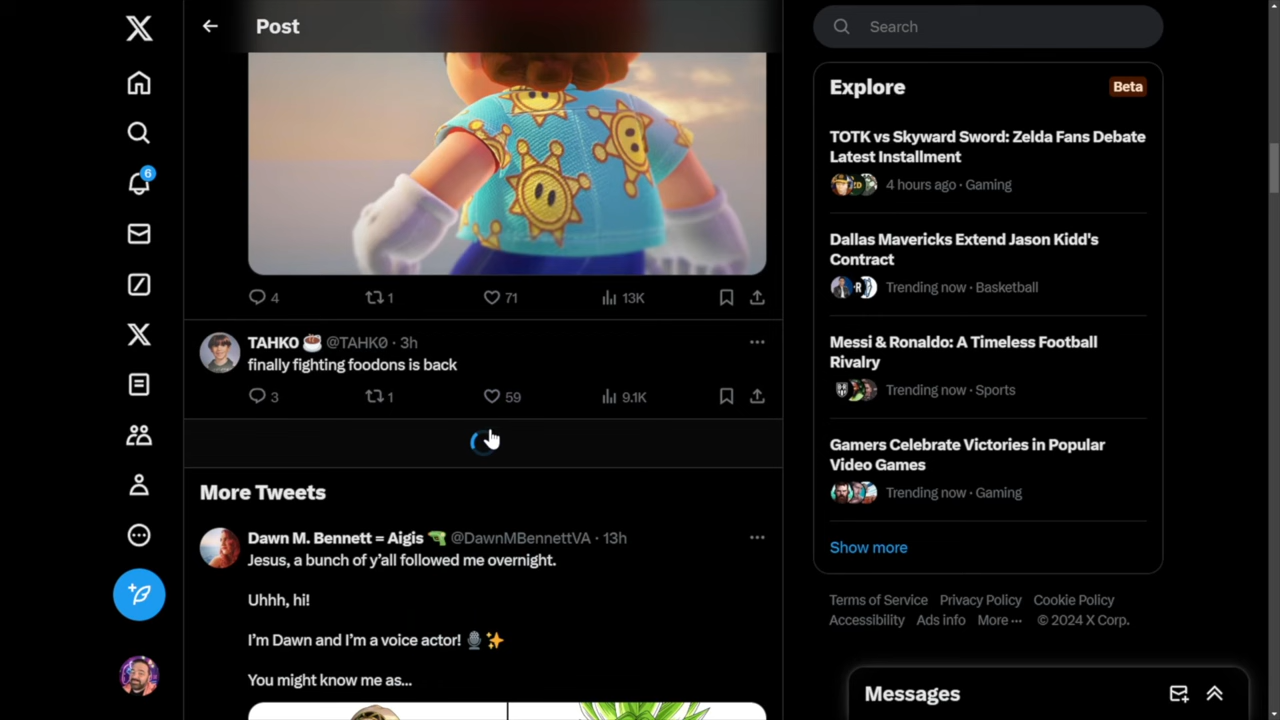 Post
4
1
71
13K
TAHK0 ☕ @TAHK0 · 3h
finally fighting foodons is back
3
1
59
9.1K
More Tweets
Dawn M. Bennett = Aigis 🔫 @DawnMBennettVA · 13h
Jesus, a bunch of y'all followed me overnight.
Uhhh, hi!
I'm Dawn and I'm a voice actor! 🎙️✨
You might know me as...
6
Search
Explore
Beta
TOTK vs Skyward Sword: Zelda Fans Debate
Latest Installment
4 hours ago · Gaming
Dallas Mavericks Extend Jason Kidd's
Contract
Trending now · Basketball
Messi & Ronaldo: A Timeless Football
Rivalry
Trending now · Sports
Gamers Celebrate Victories in Popular
Video Games
Trending now · Gaming
Show more
Terms of Service Privacy Policy Cookie Policy
Accessibility Ads info More ··· © 2024 X Corp.
Messages